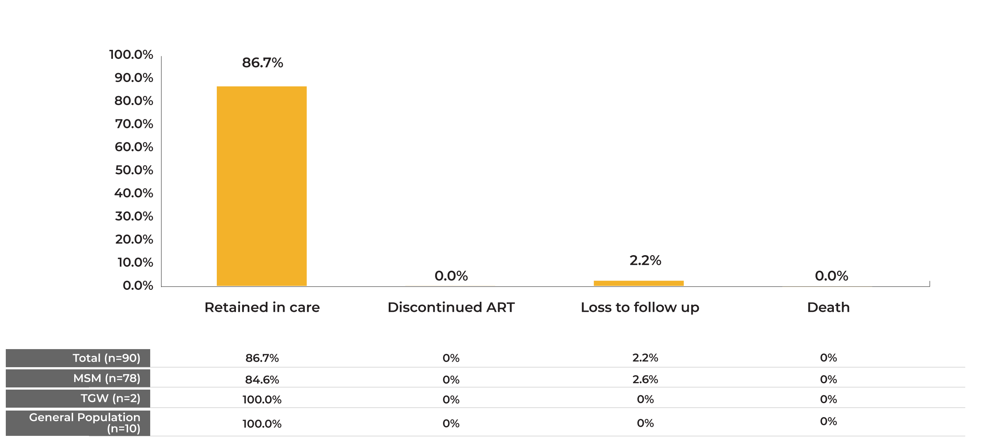 100.0%
90.0%
80.0%
70.0%
60.0%
50.0%
40.0%
30.0%
20.0%
10.0%
0.0%
86.7%
0.0%
2.2%
0.0%
Retained in care
Discontinued ART
Loss to follow up
Death
Total (n=90) 86.7% 0% 2.2% 0%
MSM (n=78) 84.6% 0% 2.6% 0%
TGW (n=2) 100.0% 0% 0% 0%
General Population
(n=10) 100.0% 0% 0% 0%